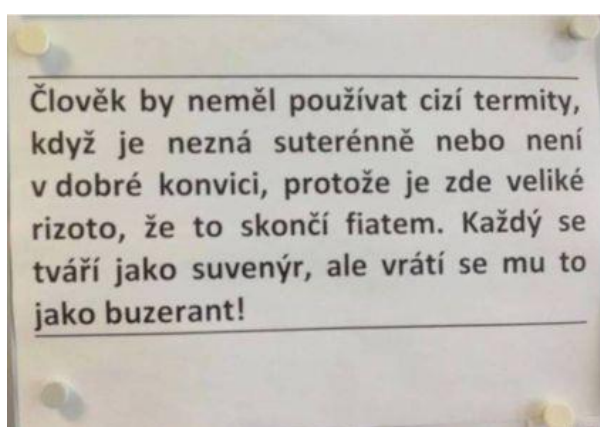 Člověk by neměl používat cizí termity,
když je nezná suterénně nebo není
v dobré konvici, protože je zde veliké
rizoto, že to skončí fiatem. Každý se
tváří jako suvenýr, ale vrátí se mu to
jako buzerant!